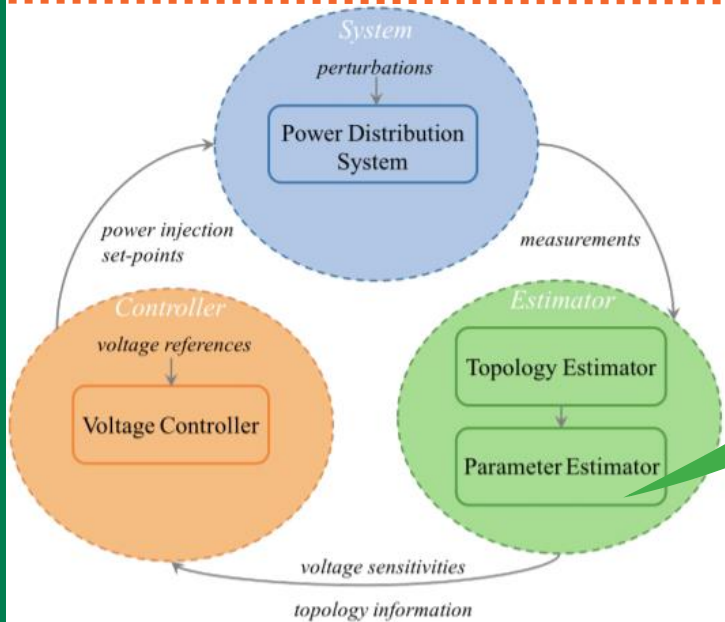 System
perturbations
Power Distribution
System
power injection
set-points
measurements
Controller
voltage references
Voltage Controller
Estimator
Topology Estimator
Parameter Estimator
voltage sensitivities
topology information